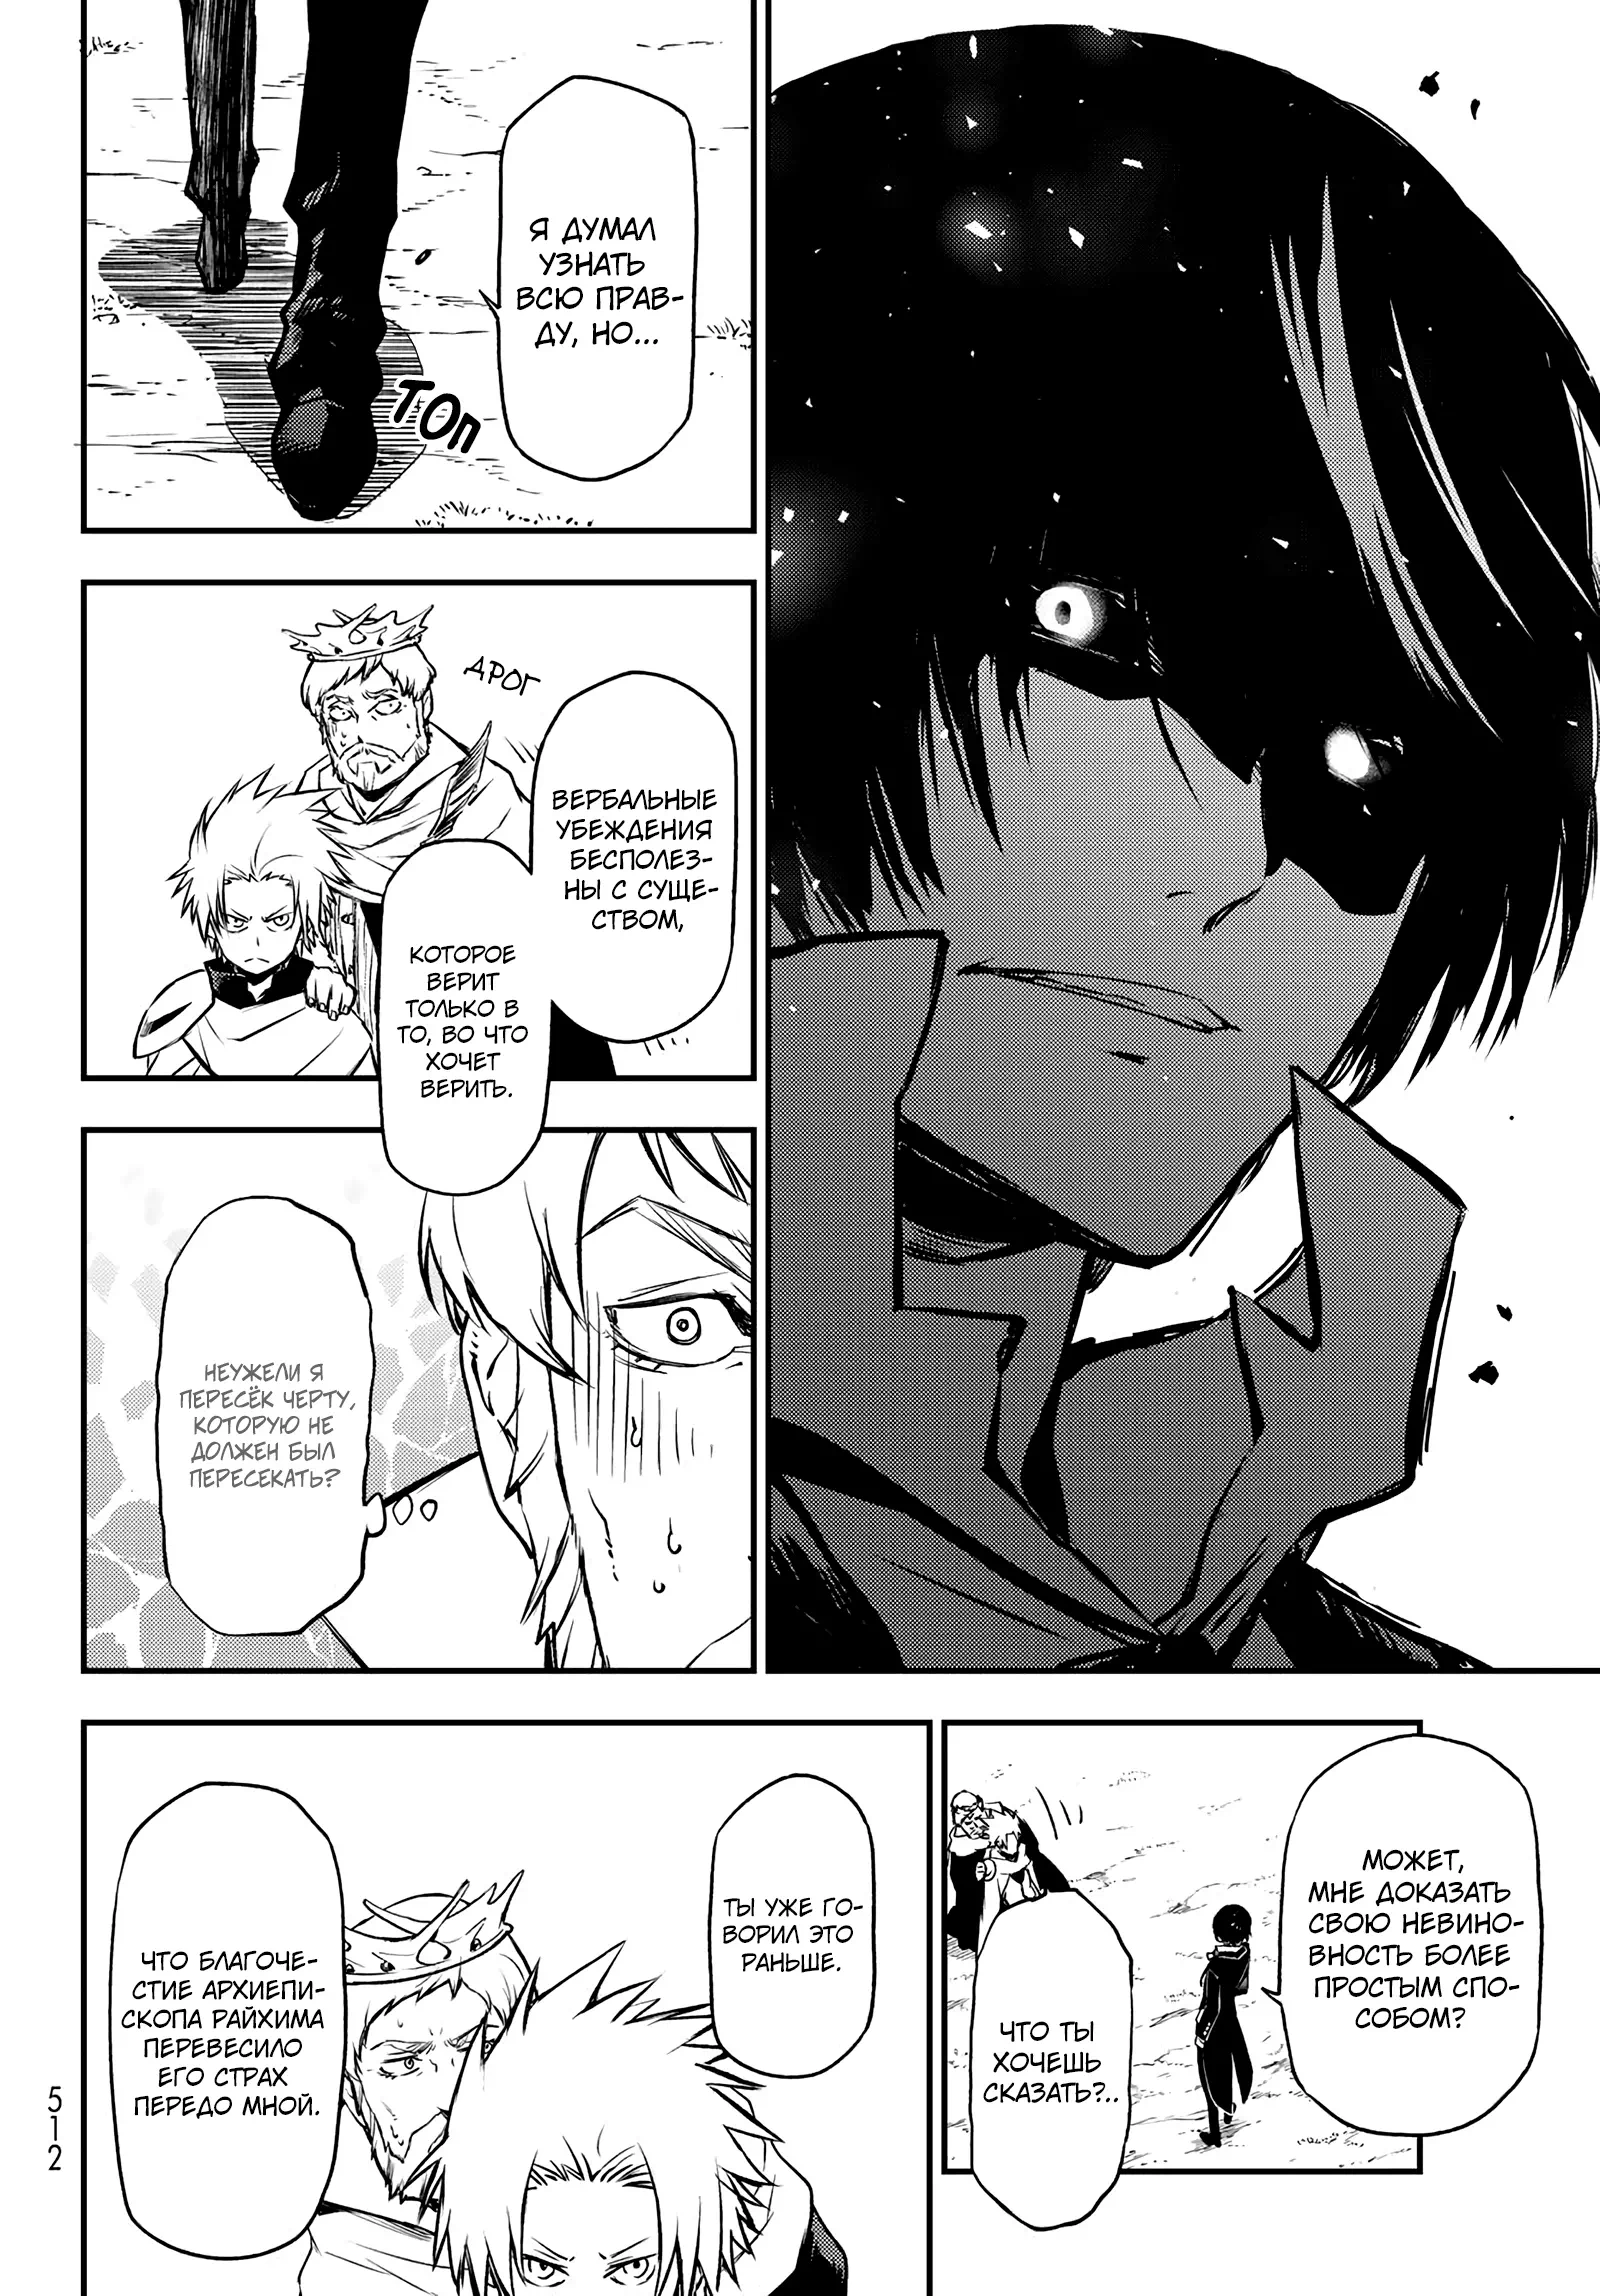 Я ДУМАЛ
УЗНАТЬ
ВСЮ ПРАВ-
ДУ, НО...
ТОП
ДРОГ
ВЕРБАЛЬНЫЕ
УБЕЖДЕНИЯ
БЕСПОЛЕЗ-
НЫ С СУЩЕ-
СТВОМ,
КОТОРОЕ
ВЕРИТ
ТОЛЬКО В
ТО, ВО ЧТО
ХОЧЕТ
ВЕРИТЬ.
НЕУЖЕЛИ Я
ПЕРЕСЁК ЧЕРТУ,
КОТОРУЮ НЕ
ДОЛЖЕН БЫЛ
ПЕРЕСЕКАТЬ?
МОЖЕТ,
МНЕ ДОКАЗАТЬ
СВОЮ НЕВИНО-
ВНОСТЬ БОЛЕЕ
ПРОСТЫМ СПО-
СОБОМ?
ЧТО ТЫ
ХОЧЕШЬ
СКАЗАТЬ?..
ТЫ УЖЕ ГО-
ВОРИЛ ЭТО
РАНЬШЕ.
ЧТО БЛАГОЧЕ-
СТИЕ АРХИЕПИ-
СКОПА РАЙХИМА
ПЕРЕВЕСИЛО
ЕГО СТРАХ
ПЕРЕДО МНОЙ.
512